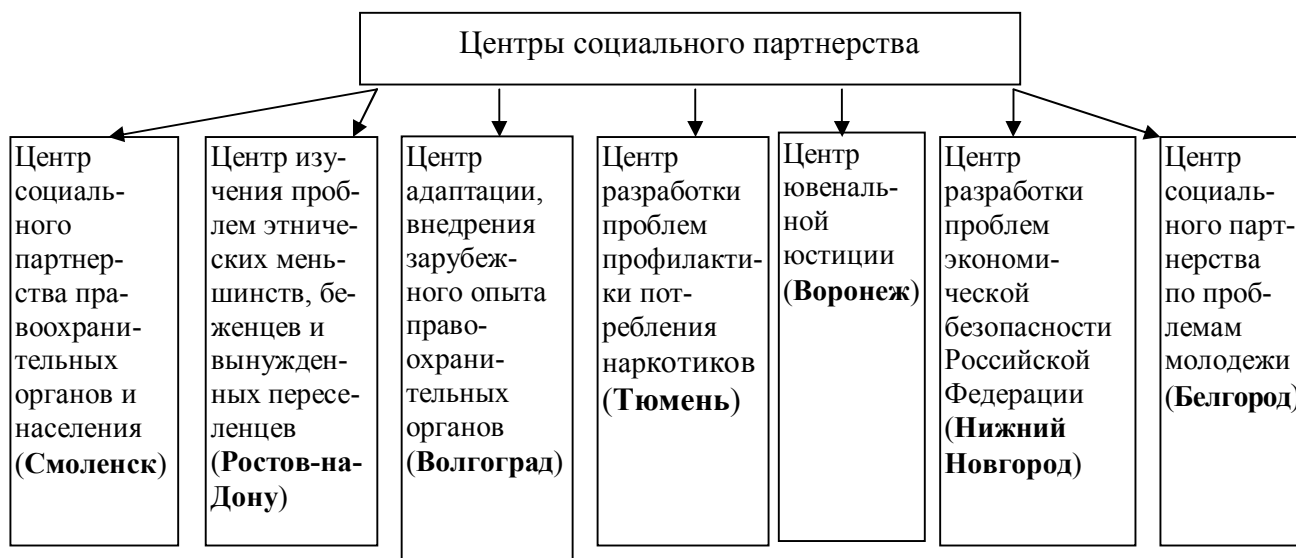 Центры социального партнерства
Центр
социаль-
ного
партнер-
ства пра-
воохрани-
тельных
органов и
населения
(Смоленск)
Центр изу-
чения проб-
лем этниче-
ских мень-
шинств, бе-
женцев и
вынужден-
ных пересе-
ленцев
(Ростов-на-
Дону)
Центр
адаптации,
внедрения
зарубеж-
ного опыта
право-
охрани-
тельных
органов
(Волгоград)
Центр
разработки
проблем
профилакти-
ки пот-
ребления
наркотиков
(Тюмень)
Центр
ювеналь-
ной
юстиции
(Воронеж)
Центр
разработки
проблем
экономи-
ческой
безопасности
Российской
Федерации
(Нижний
Новгород)
Центр
социаль-
ного парт-
нерства
по проб-
лемам
молодежи
(Белгород)